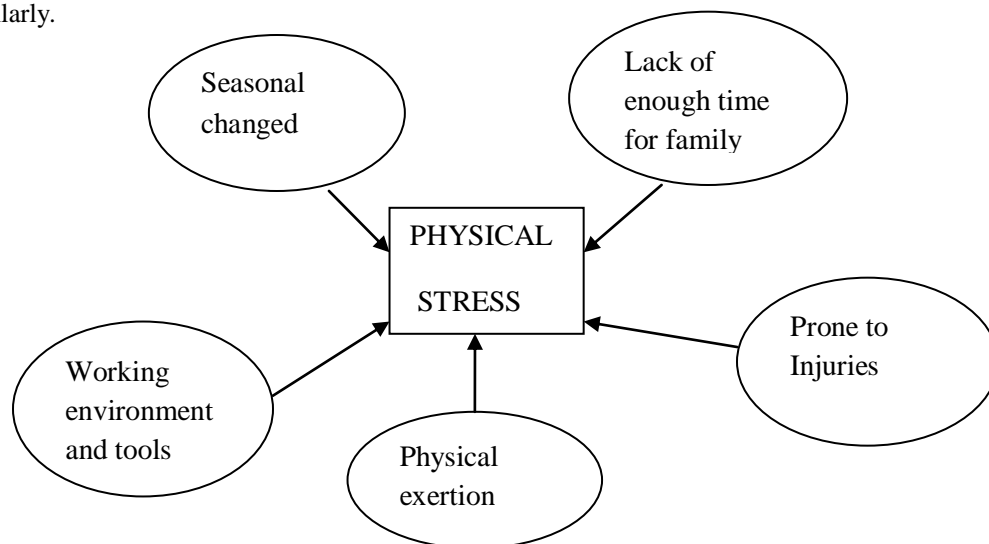 larly.
Seasonal
changed
Lack of
enough time
for family
PHYSICAL
STRESS
Prone to
Injuries
Working
environment
and tools
Physical
exertion